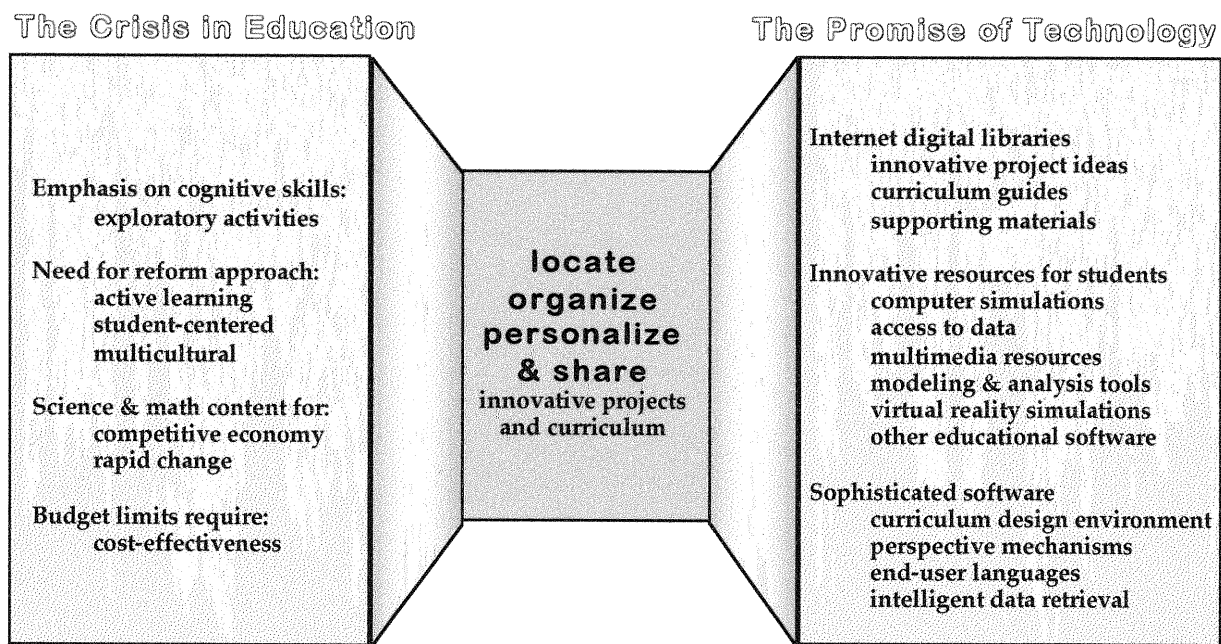 The Crisis in Education
Emphasis on cognitive skills:
exploratory activities
Need for reform approach:
active learning
student-centered
multicultural
Science & math content for:
competitive economy
rapid change
Budget limits require:
cost-effectiveness
locate
organize
personalize
& share
innovative projects
and curriculum
The Promise of Technology
Internet digital libraries
innovative project ideas
curriculum guides
supporting materials
Innovative resources for students
computer simulations
access to data
multimedia resources
modeling & analysis tools
virtual reality simulations
other educational software
Sophisticated software
curriculum design environment
perspective mechanisms
end-user languages
intelligent data retrieval